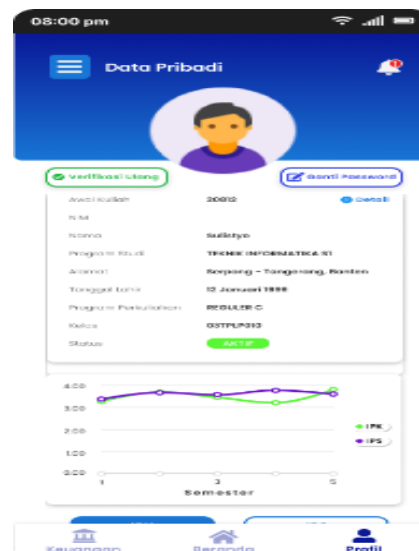 08:00 pm
Data Pribadi
1
Verifikasi Ulang
Ganti Password
Awal Kuliah 20812 Detail
NIM
Nama Sulistyo
Program Studi TEKNIK INFORMATIKA S1
Alamat Serpong - Tangerang, Banten
Tanggal Lahir 12 Januari 1998
Program Perkuliahan REGULER C
Kelas
Status AKTIF
4.00
3.00
2.00
1.00
0.00
1 3 5
Semester
IPK
IPS
Keuangan Beranda Profil